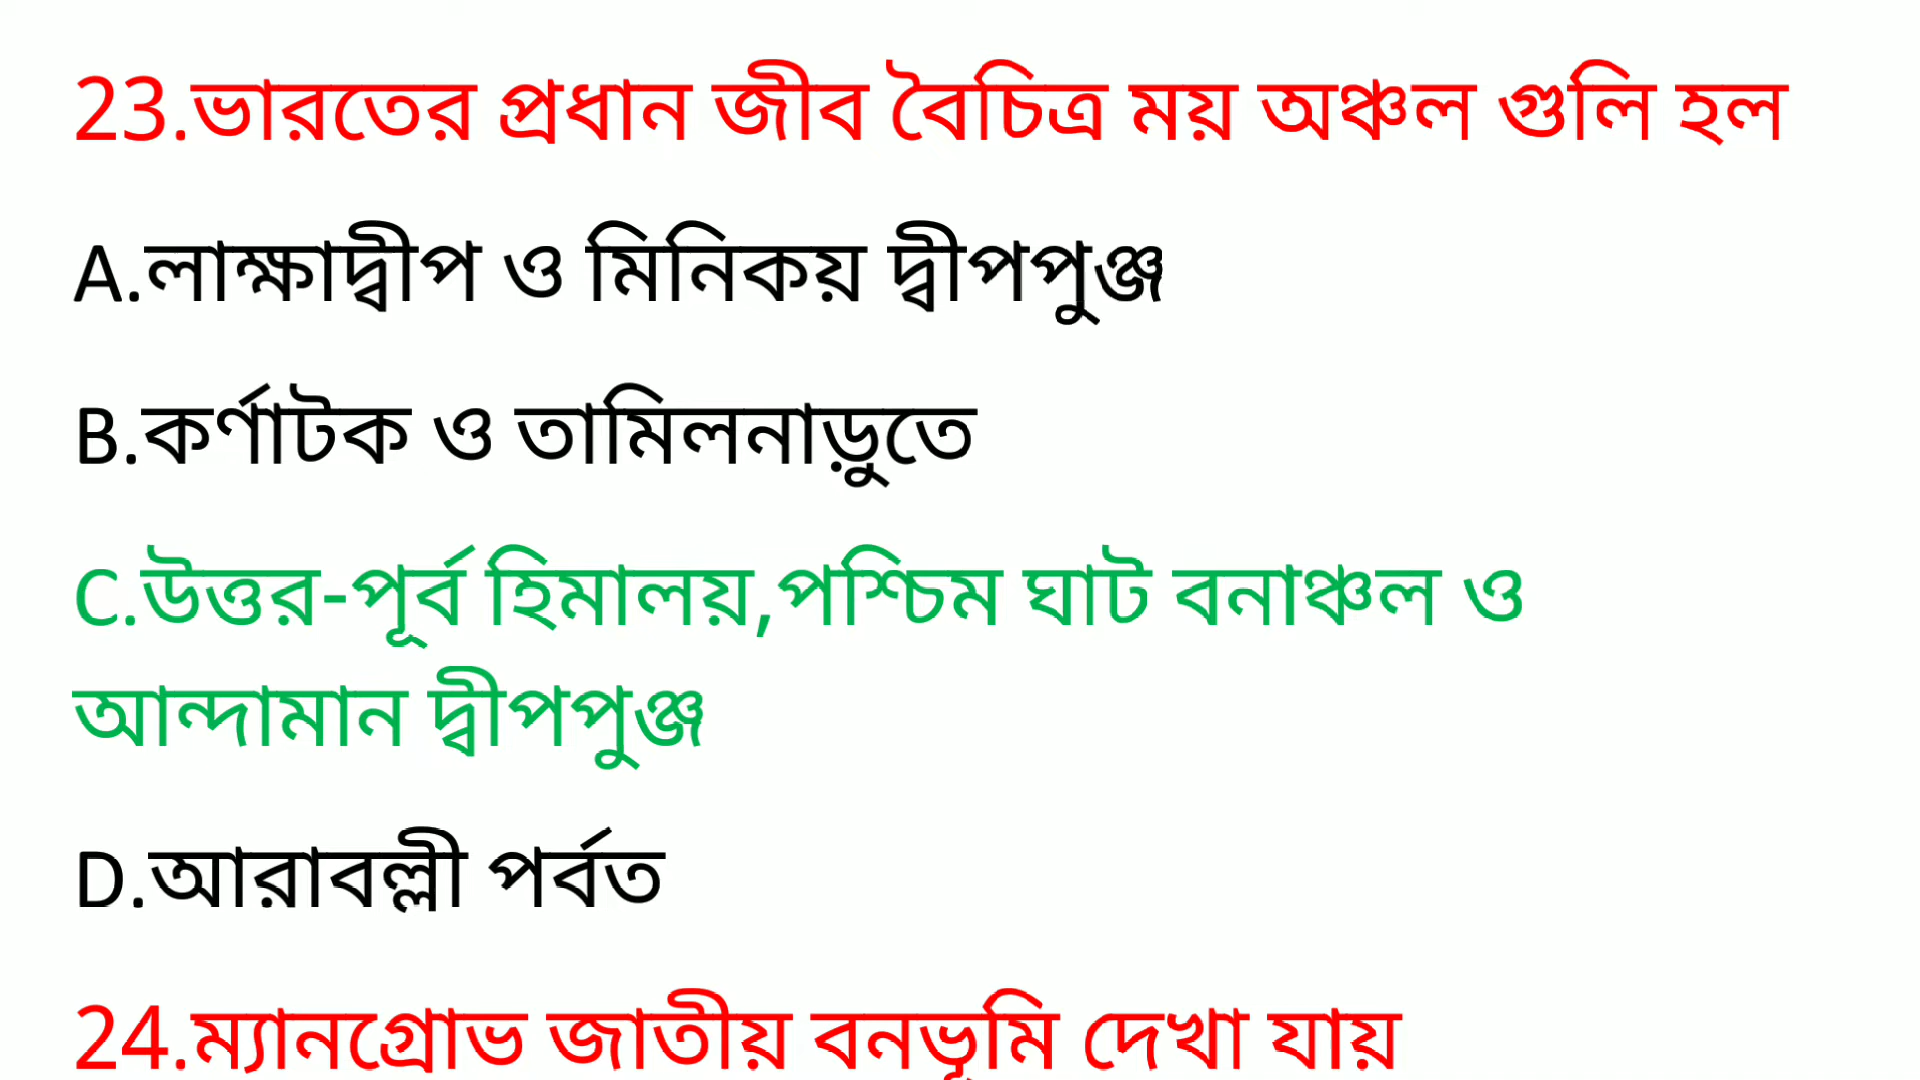 23.ভারতের প্রধান জীব বৈচিত্র ময় অঞ্চল গুলি হল
A.লাক্ষাদ্বীপ ও মিনিকয় দ্বীপপুঞ্জ
B.কর্ণাটক ও তামিলনাড়ুতে
C.উত্তর-পূর্ব হিমালয়,পশ্চিম ঘাট বনাঞ্চল ও
আন্দামান দ্বীপপুঞ্জ
D.আরাবল্লী পর্বত
24.ম্যানগ্রোভ জাতীয় বনভূমি দেখা যায়